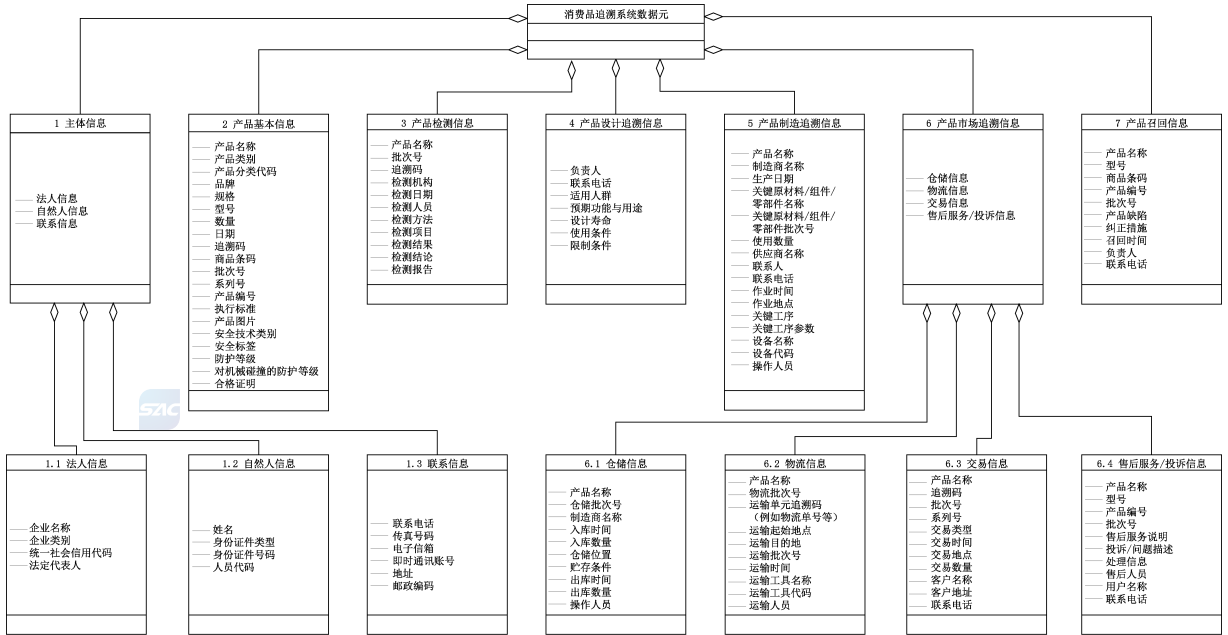 消费品追溯系统数据元
1 主体信息
法人信息
自然人信息
联系信息
2 产品基本信息
产品名称
产品类别
产品分类代码
品牌
规格
型号
数量
日期
追溯码
商品条码
批次号
系列号
产品编号
执行标准
产品图片
安全技术类别
安全标签
防护等级
对机械碰撞的防护等级
合格证明
3 产品检测信息
产品名称
批次号
追溯码
检测机构
检测日期
检测人员
检测方法
检测项目
检测结果
检测结论
检测报告
4 产品设计追溯信息
负责人
联系电话
适用人群
预期功能与用途
设计寿命
使用条件
限制条件
5 产品制造追溯信息
产品名称
制造商名称
生产日期
关键原材料/组件/
零部件名称
关键原材料/组件/
零部件批次号
使用数量
供应商名称
联系人
联系电话
作业时间
作业地点
关键工序
关键工序参数
设备名称
设备代码
操作人员
6 产品市场追溯信息
仓储信息
物流信息
交易信息
售后服务/投诉信息
7 产品召回信息
产品名称
型号
商品条码
产品编号
批次号
产品缺陷
纠正措施
召回时间
负责人
联系电话
SAC
1.1 法人信息
企业名称
企业类别
统一社会信用代码
法定代表人
1.2 自然人信息
姓名
身份证件类型
身份证件号码
人员代码
1.3 联系信息
联系电话
传真号码
电子信箱
即时通讯账号
地址
邮政编码
6.1 仓储信息
产品名称
仓储批次号
制造商名称
入库时间
入库数量
仓储位置
贮存条件
出库时间
出库数量
操作人员
6.2 物流信息
产品名称
物流批次号
运输单元追溯码
(例如物流单号等)
运输起始地点
运输目的地
运输批次号
运输时间
运输工具名称
运输工具代码
运输人员
6.3 交易信息
产品名称
追溯码
批次号
系列号
交易类型
交易时间
交易地点
交易数量
客户名称
客户地址
联系电话
6.4 售后服务/投诉信息
产品名称
型号
产品编号
批次号
售后服务说明
投诉/问题描述
处理信息
售后人员
用户名称
联系电话